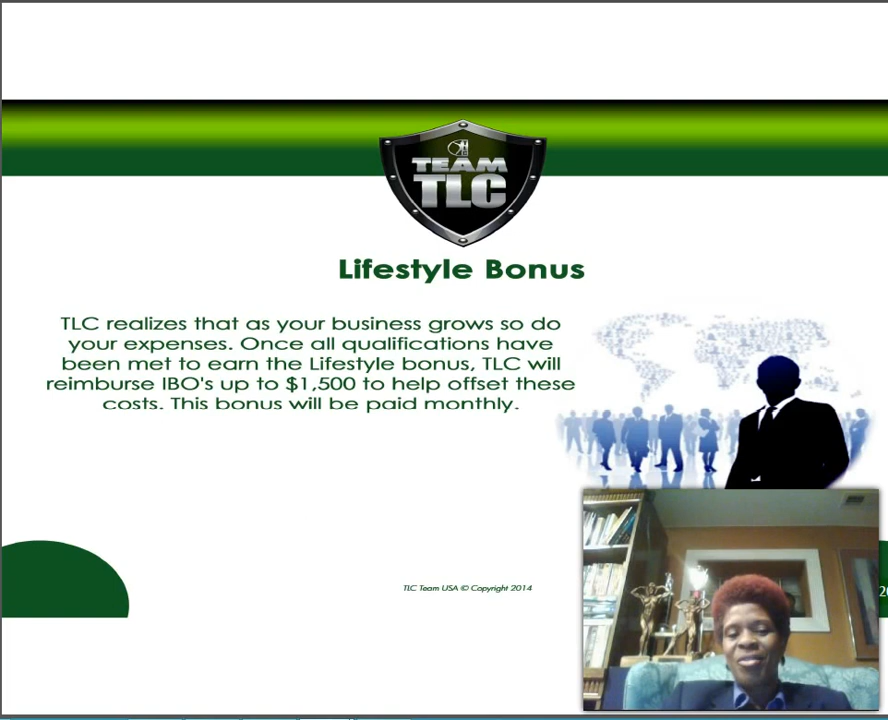 TEAM
TLC
Lifestyle Bonus
TLC realizes that as your business grows so do
your expenses. Once all qualifications have
been met to earn the Lifestyle bonus, TLC will
reimburse IBO's up to $1,500 to help offset these
costs. This bonus will be paid monthly.
TLC Team USA © Copyright 2014
20